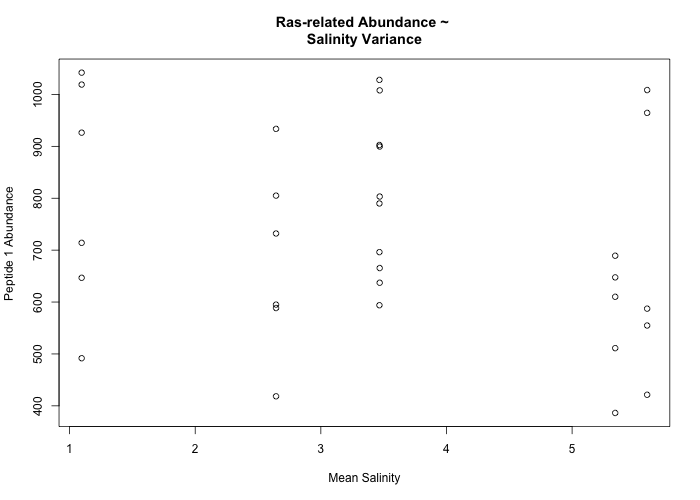 Ras-related Abundance ~
Salinity Variance
1000
900
800
700
600
500
400
Peptide 1 Abundance
1 2 3 4 5
Mean Salinity